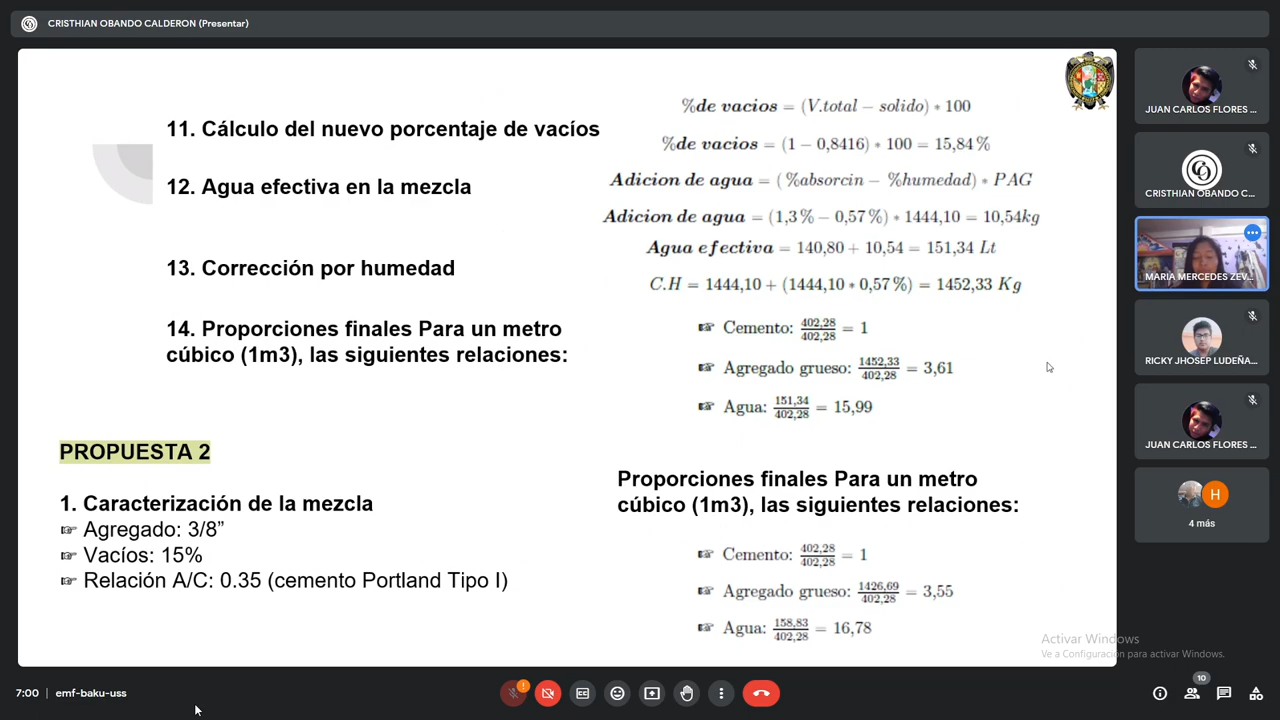 CRISTHIAN OBANDO CALDERON (Presentar)
11. Cálculo del nuevo porcentaje de vacíos
12. Agua efectiva en la mezcla
13. Corrección por humedad
14. Proporciones finales Para un metro
cúbico (1m3), las siguientes relaciones:
%de vacios = (V.total − solido) ∗ 100
%de vacios = (1 − 0,8416) ∗ 100 = 15,84 %
Adicion de agua = ( %absorcin − %humedad) ∗ PAG
Adicion de agua = (1,3 % − 0,57 %) ∗ 1444,10 = 10,54kg
Agua efectiva = 140,80 + 10,54 = 151,34 Lt
C.H = 1444,10 + (1444,10 ∗ 0,57 %) = 1452,33 Kg
☞ Cemento: 402,28/402,28 = 1
☞ Agregado grueso: 1452,33/402,28 = 3,61
☞ Agua: 151,34/402,28 = 15,99
PROPUESTA 2
1. Caracterización de la mezcla
☞ Agregado: 3/8”
☞ Vacíos: 15%
☞ Relación A/C: 0.35 (cemento Portland Tipo I)
Proporciones finales Para un metro
cúbico (1m3), las siguientes relaciones:
☞ Cemento: 402,28/402,28 = 1
☞ Agregado grueso: 1426,69/402,28 = 3,55
☞ Agua: 158,83/402,28 = 16,78
Activar Windows
Ve a Configuración para activar Windows.
JUAN CARLOS FLORES ...
CRISTHIAN OBANDO C...
MARIA MERCEDES ZEV...
RICKY JHOSEP LUDEÑA...
JUAN CARLOS FLORES ...
H
4 más
7:00 | emf-baku-uss
10